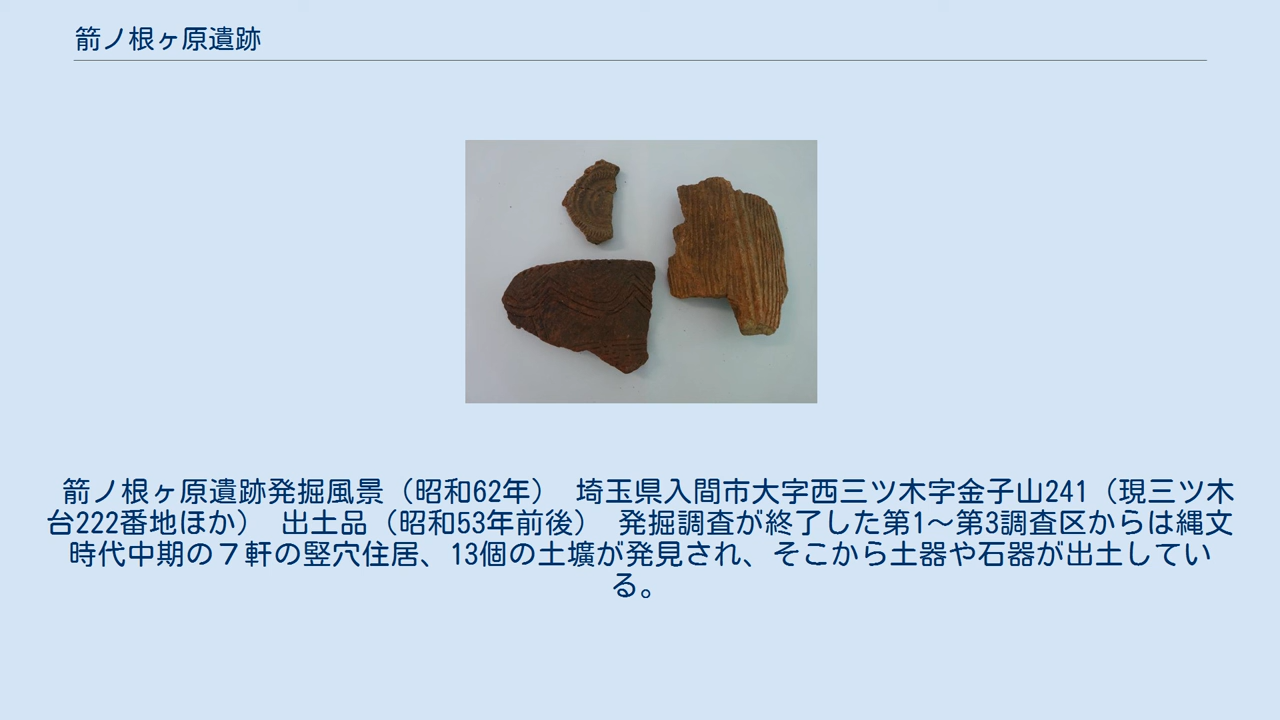 箭ノ根ヶ原遺跡
箭ノ根ヶ原遺跡発掘風景（昭和62年）　埼玉県入間市大字西三ツ木字金子山241（現三ツ木
台222番地ほか）　出土品（昭和53年前後）　発掘調査が終了した第1～第3調査区からは縄文
時代中期の７軒の竪穴住居、13個の土壙が発見され、そこから土器や石器が出土してい
る。